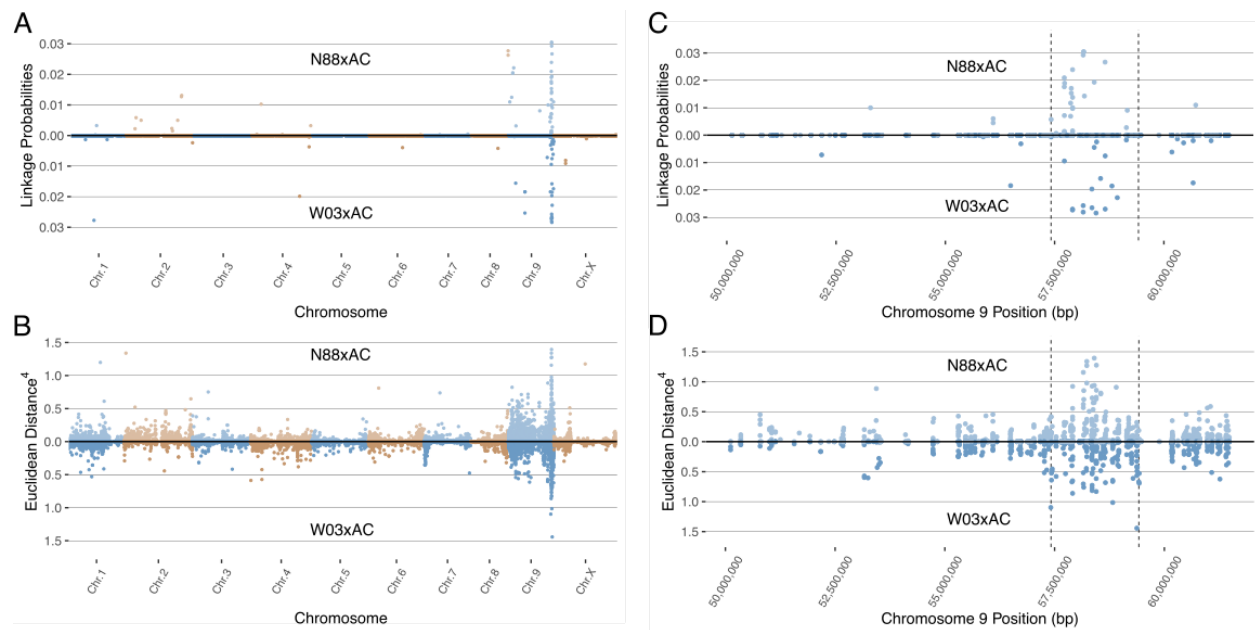 A
0.03
0.02
0.01
0.00
0.01
0.02
0.03
Linkage Probabilities
N88xAC
W03xAC
Chr.1
Chr.2
Chr.3
Chr.4
Chr.5
Chr.6
Chr.7
Chr.8
Chr.9
Chr.X
Chromosome
B
1.5
1.0
0.5
0.0
0.5
1.0
1.5
Euclidean Distance⁴
N88xAC
W03xAC
Chr.1
Chr.2
Chr.3
Chr.4
Chr.5
Chr.6
Chr.7
Chr.8
Chr.9
Chr.X
Chromosome
C
0.03
0.02
0.01
0.00
0.01
0.02
0.03
Linkage Probabilities
N88xAC
W03xAC
50,000,000
52,500,000
55,000,000
57,500,000
60,000,000
Chromosome 9 Position (bp)
D
1.5
1.0
0.5
0.0
0.5
1.0
1.5
Euclidean Distance⁴
N88xAC
W03xAC
50,000,000
52,500,000
55,000,000
57,500,000
60,000,000
Chromosome 9 Position (bp)